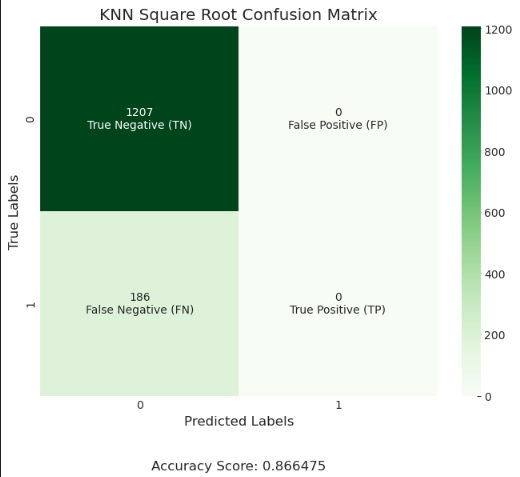 KNN Square Root Confusion Matrix
1200
1207
True Negative (TN)
0
False Positive (FP)
0
1000
800
True Labels
600
186
False Negative (FN)
0
True Positive (TP)
1
400
200
0
0
1
Predicted Labels
Accuracy Score: 0.866475